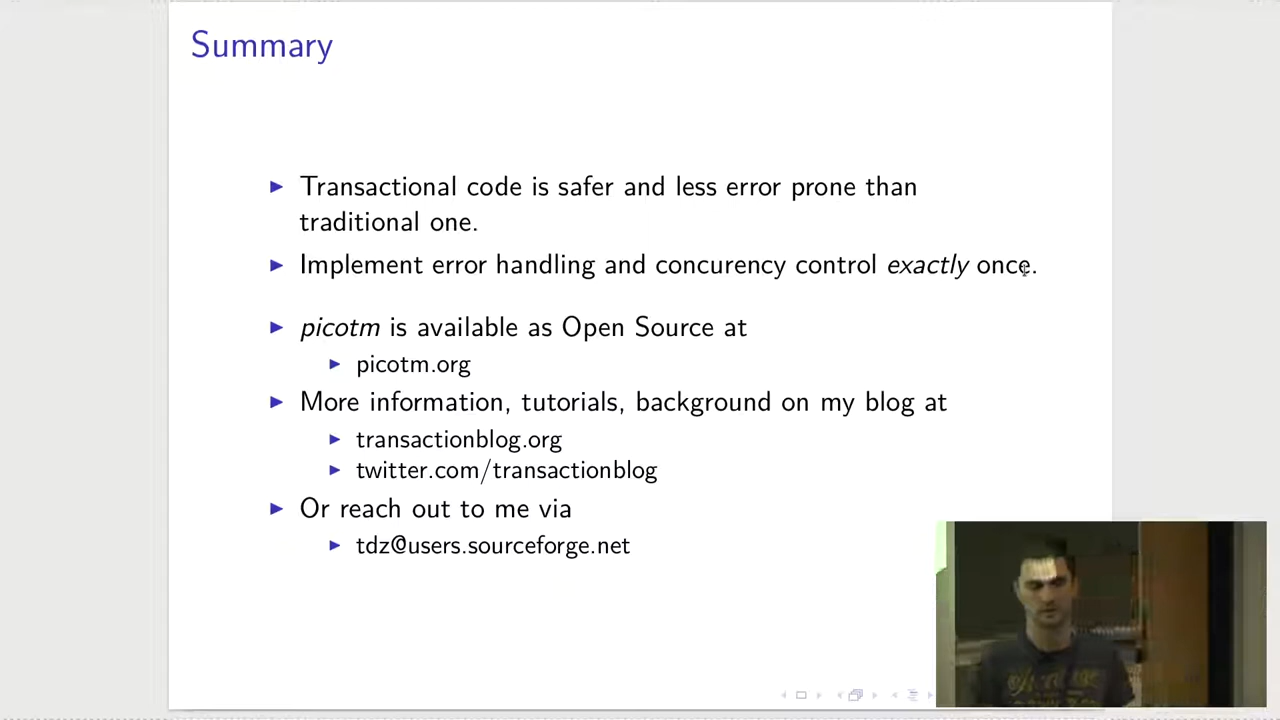 Summary
Transactional code is safer and less error prone than
traditional one.
Implement error handling and concurency control exactly once.
picotm is available as Open Source at
picotm.org
More information, tutorials, background on my blog at
transactionblog.org
twitter.com/transactionblog
Or reach out to me via
tdz@users.sourceforge.net